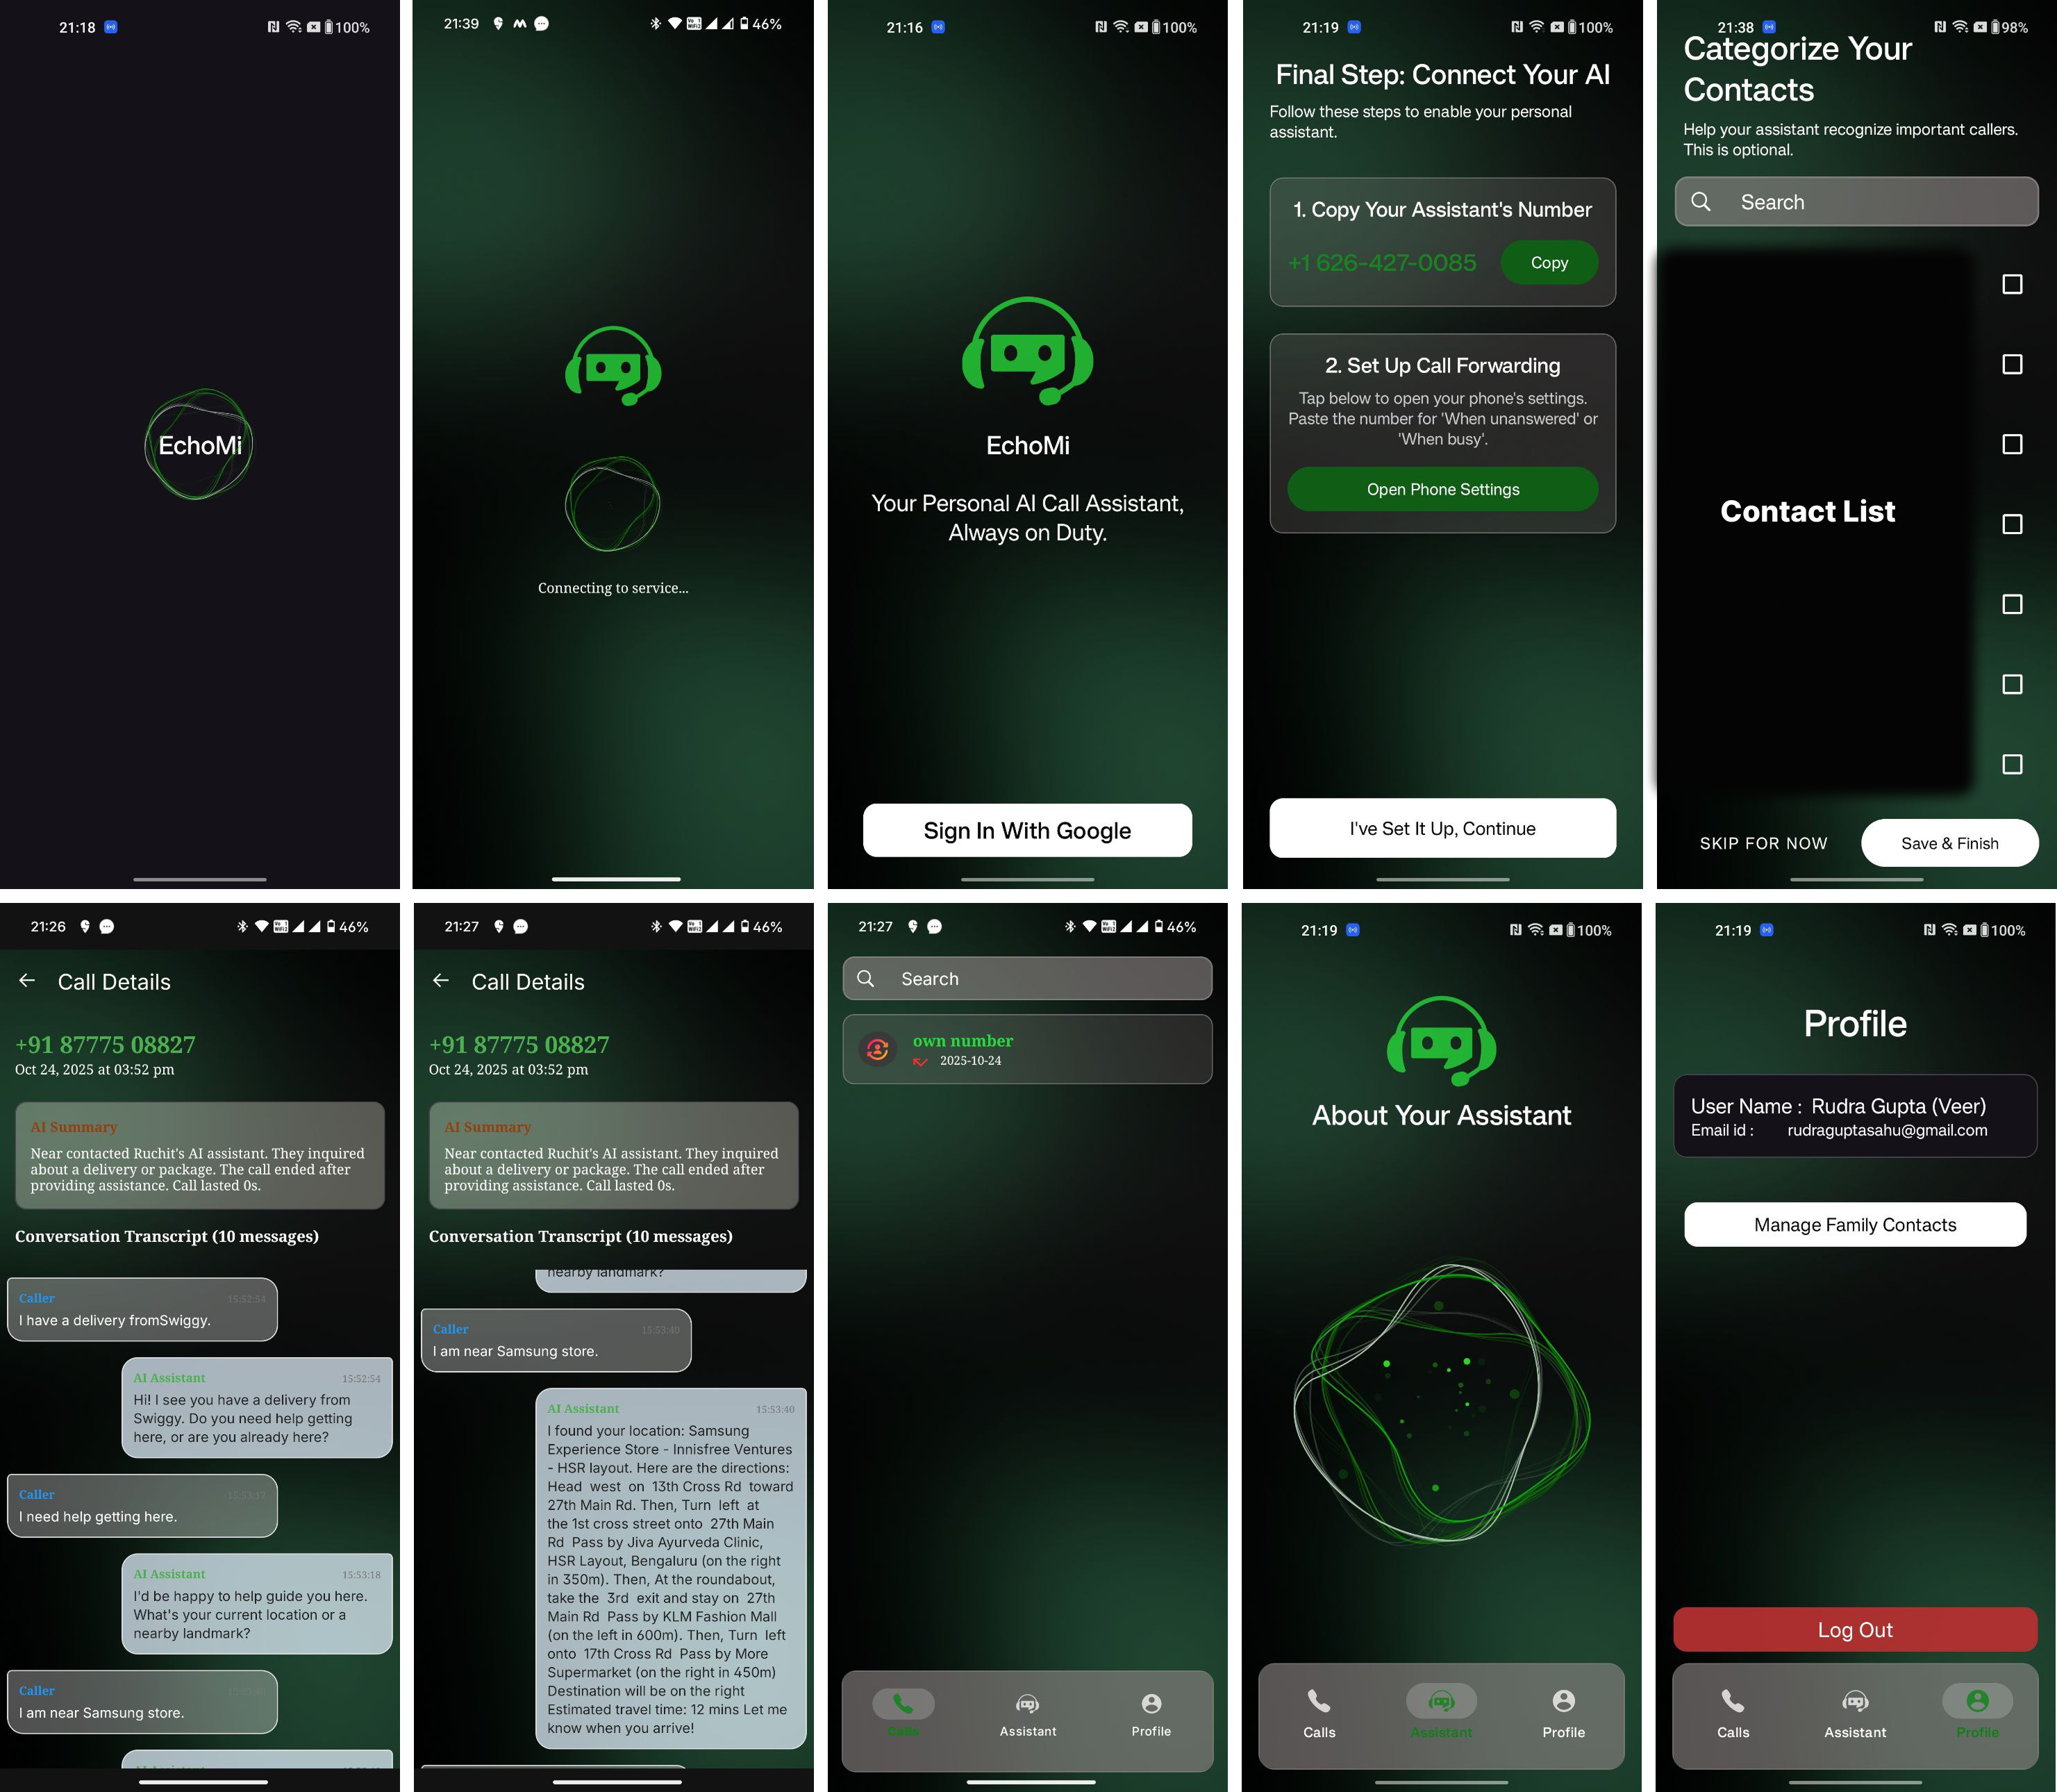 21:18
100%
EchoMi
21:39
46%
Connecting to service...
21:16
100%
EchoMi
Your Personal AI Call Assistant,
Always on Duty.
Sign In With Google
21:19
100%
Final Step: Connect Your AI
Follow these steps to enable your personal
assistant.
1. Copy Your Assistant's Number
+1 626-427-0085
Copy
2. Set Up Call Forwarding
Tap below to open your phone's settings.
Paste the number for 'When unanswered' or
'When busy'.
Open Phone Settings
I've Set It Up, Continue
21:38
98%
Categorize Your
Contacts
Help your assistant recognize important callers.
This is optional.
Search
Contact List
SKIP FOR NOW
Save & Finish
21:26
46%
Call Details
+91 87775 08827
Oct 24, 2025 at 03:52 pm
AI Summary
Near contacted Ruchit's AI assistant. They inquired
about a delivery or package. The call ended after
providing assistance. Call lasted 0s.
Conversation Transcript (10 messages)
Caller
15:52:54
I have a delivery fromSwiggy.
AI Assistant
15:52:54
Hi! I see you have a delivery from
Swiggy. Do you need help getting
here, or are you already here?
Caller
15:53:17
I need help getting here.
AI Assistant
15:53:18
I'd be happy to help guide you here.
What's your current location or a
nearby landmark?
Caller
I am near Samsung store.
21:27
46%
Call Details
+91 87775 08827
Oct 24, 2025 at 03:52 pm
AI Summary
Near contacted Ruchit's AI assistant. They inquired
about a delivery or package. The call ended after
providing assistance. Call lasted 0s.
Conversation Transcript (10 messages)
nearby landmark?
Caller
15:53:40
I am near Samsung store.
AI Assistant
15:53:40
I found your location: Samsung
Experience Store - Innisfree Ventures
- HSR layout. Here are the directions:
Head west on 13th Cross Rd toward
27th Main Rd. Then, Turn left at
the 1st cross street onto 27th Main
Rd Pass by Jiva Ayurveda Clinic,
HSR Layout, Bengaluru (on the right
in 350m). Then, At the roundabout,
take the 3rd exit and stay on 27th
Main Rd Pass by KLM Fashion Mall
(on the left in 600m). Then, Turn left
onto 17th Cross Rd Pass by More
Supermarket (on the right in 450m)
Destination will be on the right
Estimated travel time: 12 mins Let me
know when you arrive!
21:27
46%
Search
own number
2025-10-24
Calls
Assistant
Profile
21:19
100%
About Your Assistant
Calls
Assistant
Profile
21:19
100%
Profile
User Name : Rudra Gupta (Veer)
Email id : rudraguptasahu@gmail.com
Manage Family Contacts
Log Out
Calls
Assistant
Profile